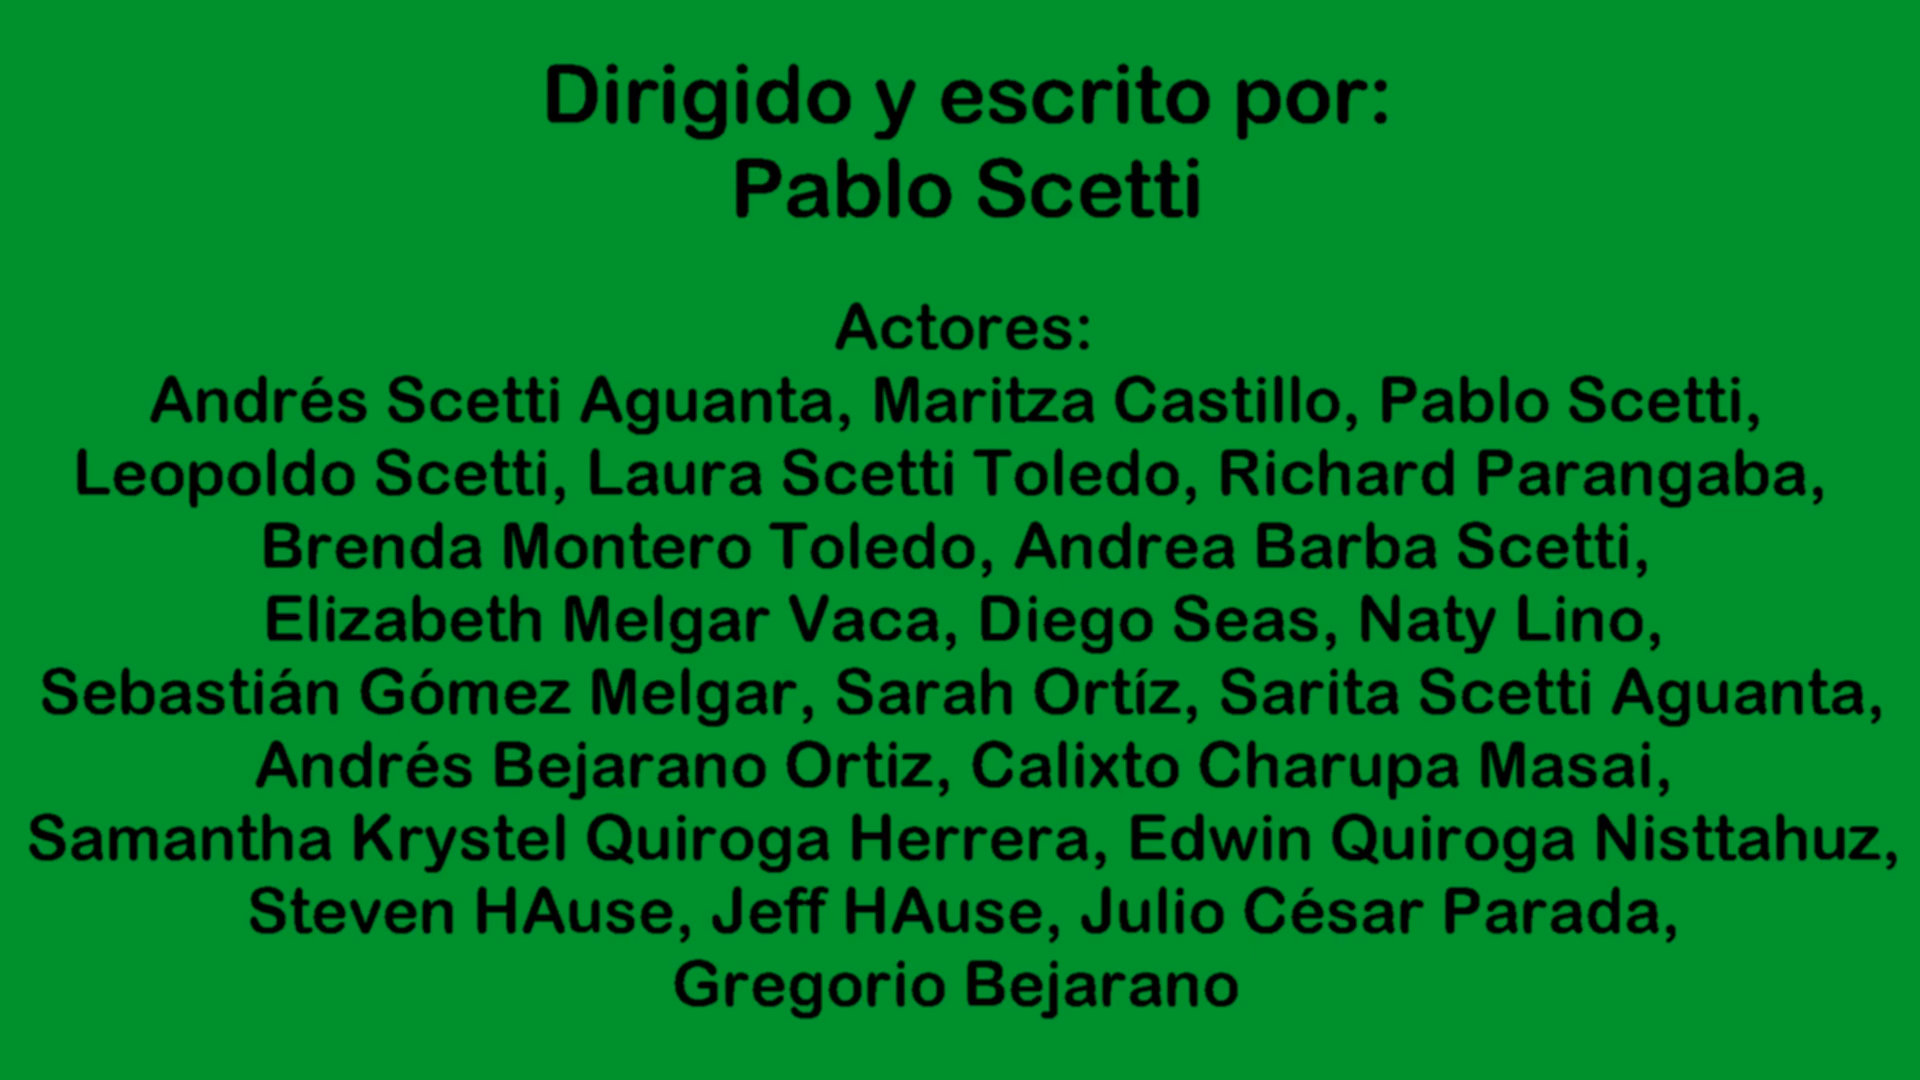 Dirigido y escrito por:
Pablo Scetti
Actores:
Andrés Scetti Aguanta, Maritza Castillo, Pablo Scetti,
Leopoldo Scetti, Laura Scetti Toledo, Richard Parangaba,
Brenda Montero Toledo, Andrea Barba Scetti,
Elizabeth Melgar Vaca, Diego Seas, Naty Lino,
Sebastián Gómez Melgar, Sarah Ortíz, Sarita Scetti Aguanta,
Andrés Bejarano Ortiz, Calixto Charupa Masai,
Samantha Krystel Quiroga Herrera, Edwin Quiroga Nisttahuz,
Steven HAuse, Jeff HAuse, Julio César Parada,
Gregorio Bejarano